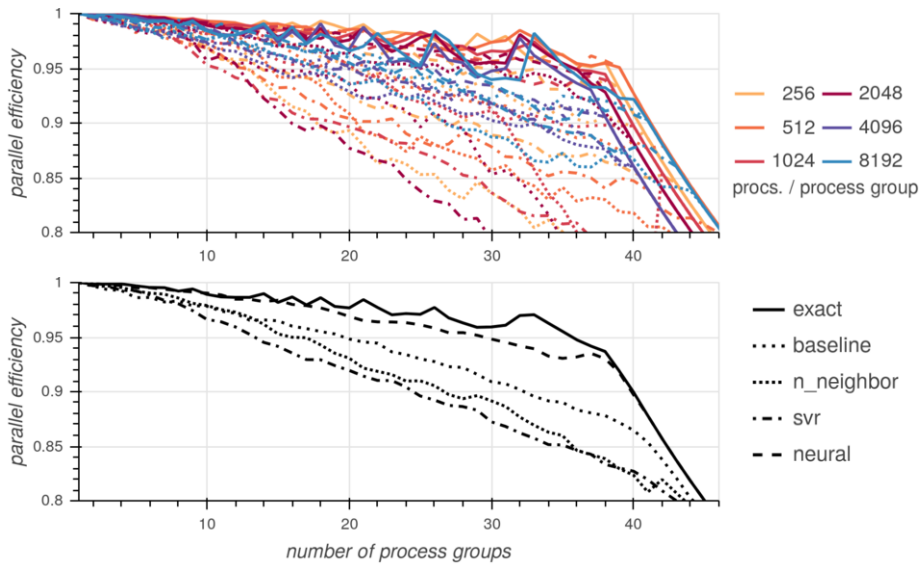 1
0.95
0.9
0.85
0.8
parallel efficiency
10
20
30
40
256
2048
512
4096
1024
8192
procs. / process group
1
0.95
0.9
0.85
0.8
parallel efficiency
10
20
30
40
number of process groups
exact
baseline
n_neighbor
svr
neural